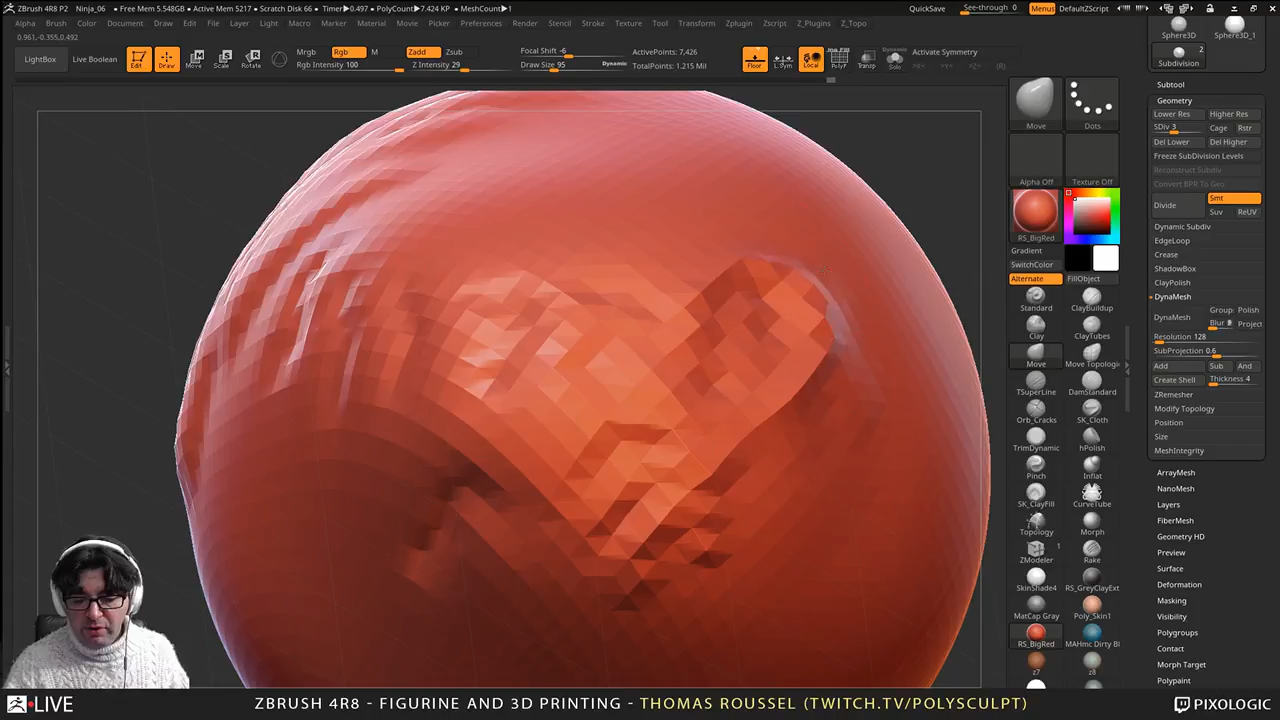 ZBrush 4R8 P2 Ninja_06 • Free Mem 5.548GB • Active Mem 5217 • Scratch Disk 66 • Timer▶0.497 • PolyCount▶7.424 KP • MeshCount▶1
QuickSave See-through 0 Menus DefaultZScript
Alpha Brush Color Document Draw Edit File Layer Light Macro Marker Material Movie Picker Preferences Render Stencil Stroke Texture Tool Transform Zplugin Zscript Z_Plugins Z_Topo
0.961,-0.355,0.492
LightBox Live Boolean Edit Draw Move Scale Rotate
Mrgb Rgb M
Rgb Intensity 100
Zadd Zsub
Z Intensity 29
Focal Shift -6
Draw Size 95 Dynamic
ActivePoints: 7,426
TotalPoints: 1.215 Mil
Floor L.Sym Local Line Fill PolyF Transp Dynamic Solo
Activate Symmetry
(R)
Move Dots
Alpha Off Texture Off
RS_BigRed
Gradient
SwitchColor
Alternate FillObject
Standard ClayBuildup
Clay ClayTubes
Move Move Topologic
TSuperLine DamStandard
Orb_Cracks SK_Cloth
TrimDynamic hPolish
Pinch Inflat
SK_ClayFill CurveTube
Topology Morph
1
ZModeler Rake
SkinShade4 RS_GreyClayExt
MatCap Gray Poly_Skin1
RS_BigRed MAHmc Dirty Bl
z7 z8
Sphere3D Sphere3D_1
2
Subdivision
Subtool
Geometry
Lower Res Higher Res
SDiv 3 Cage Rstr
Del Lower Del Higher
Freeze SubDivision Levels
Reconstruct Subdiv
Convert BPR To Geo
Divide Smt
Suv ReUV
Dynamic Subdiv
EdgeLoop
Crease
ShadowBox
ClayPolish
DynaMesh
DynaMesh Group: Polish
Blur Project
Resolution 128
SubProjection 0.6
Add Sub And
Create Shell Thickness 4
ZRemesher
Modify Topology
Position
Size
MeshIntegrity
ArrayMesh
NanoMesh
Layers
FiberMesh
Geometry HD
Preview
Surface
Deformation
Masking
Visibility
Polygroups
Contact
Morph Target
Polypaint
LIVE ZBRUSH 4R8 - FIGURINE AND 3D PRINTING - THOMAS ROUSSEL (TWITCH.TV/POLYSCULPT) PIXOLOGIC